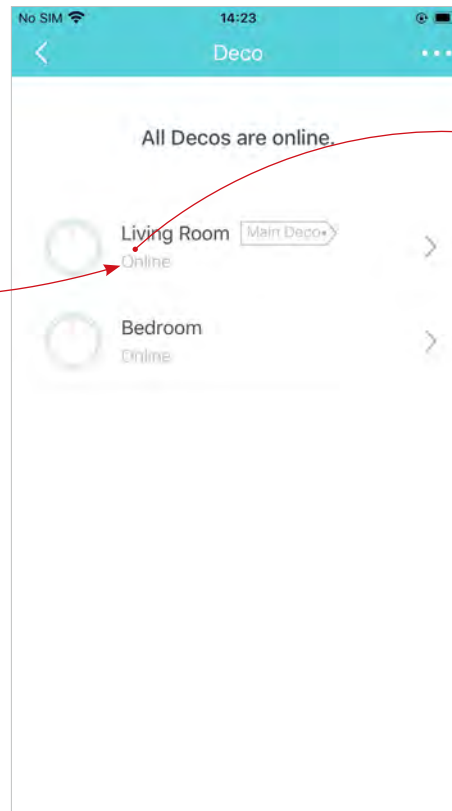 No SIM 14:23
Deco
All Decos are online.
Living Room Main Deco
Online
Bedroom
Online